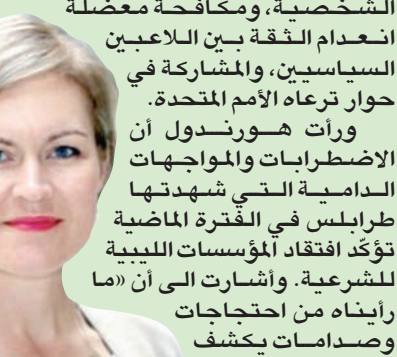 الشخصية، ومكافحة معضلة
انعدام الثقة بين اللاعبين
السياسيين، والمشاركة في
حوار ترعاه الأمم المتحدة.
ورأت هورندول أن
الاضطرابات والمواجهات
الدامية التي شهدتها
طرابلس في الفترة الماضية
تؤكّد افتقاد المؤسسات الليبية
للشرعية. وأشارت الى أن «ما
رأيناه من احتجاجات
وصدامات يكشف